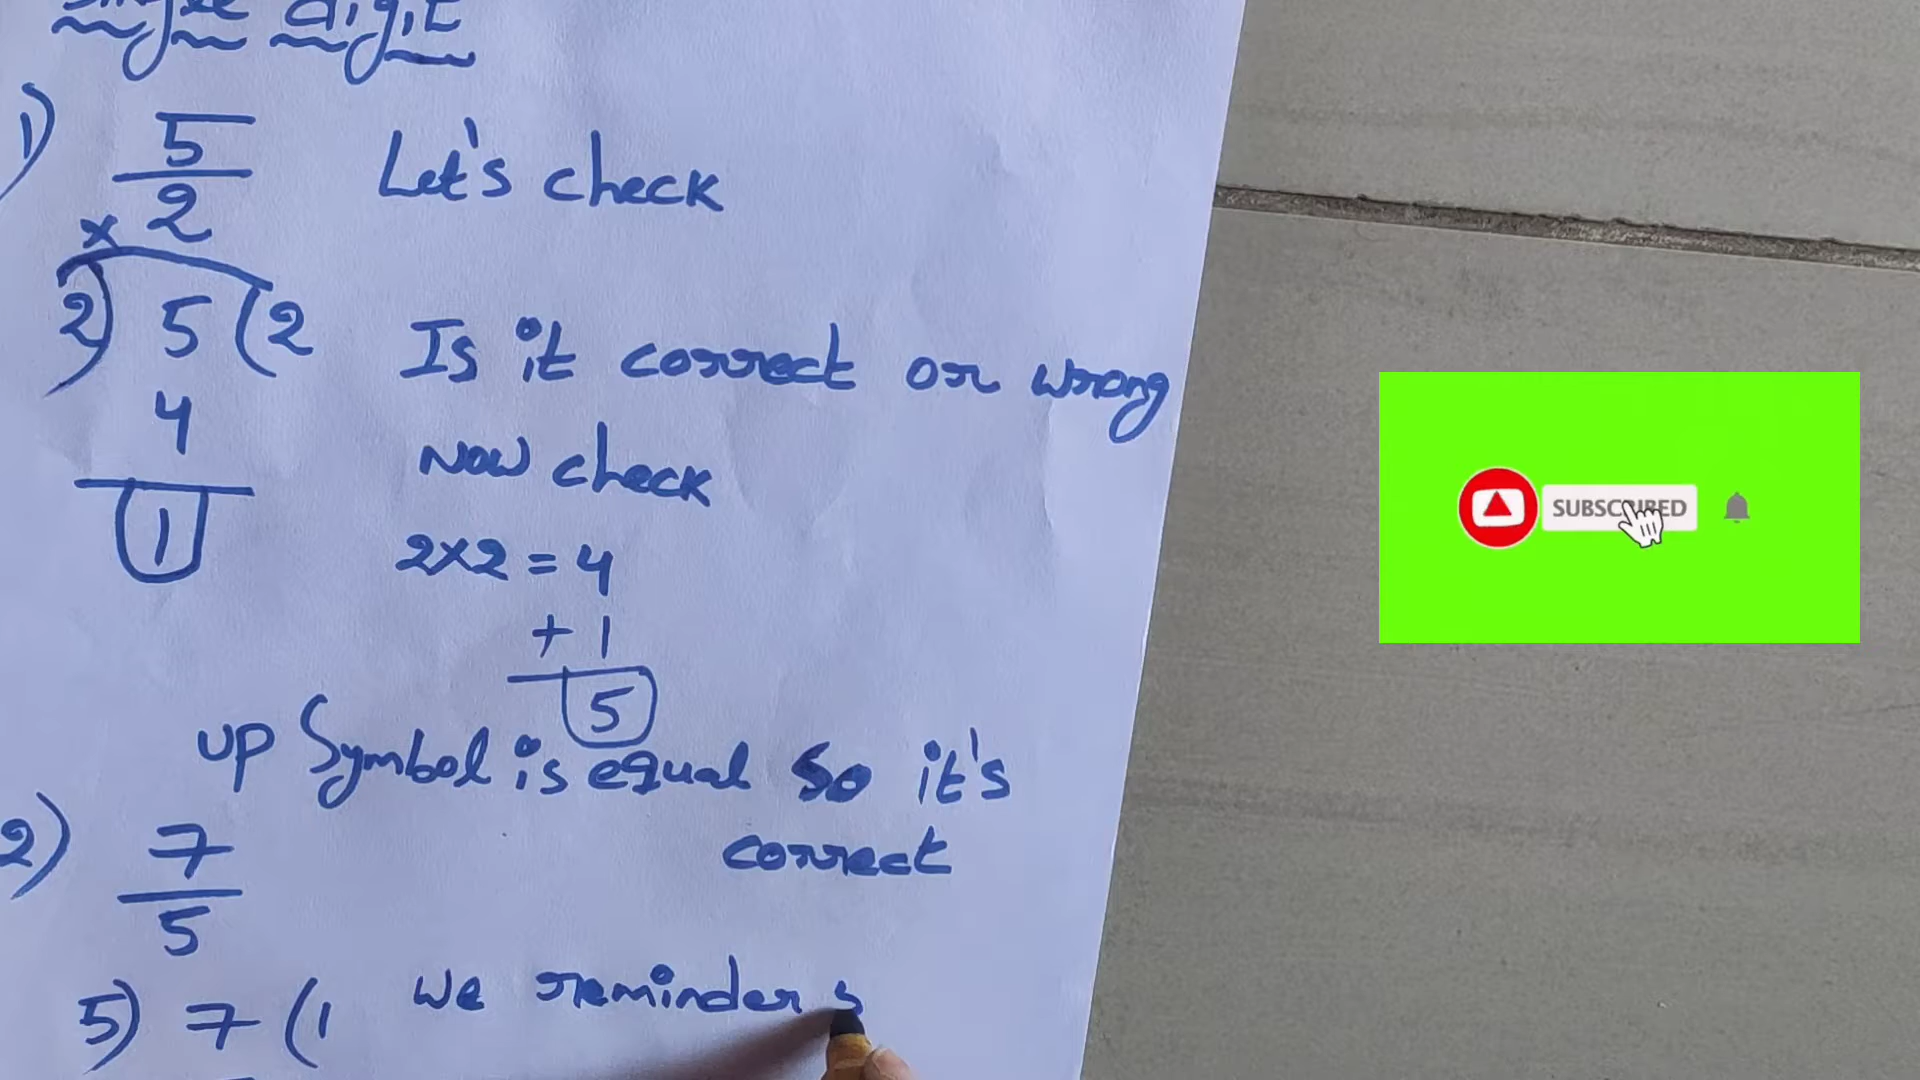 single digit
1) 5
2 Let's check
x
2) 5 (2 Is it correct or wrong
4
now check
1
2x2 = 4
+ 1
5
up symbol is equal so it's
correct
2) 7
5
we reminder s
5) 7 (1
SUBSCRIBED